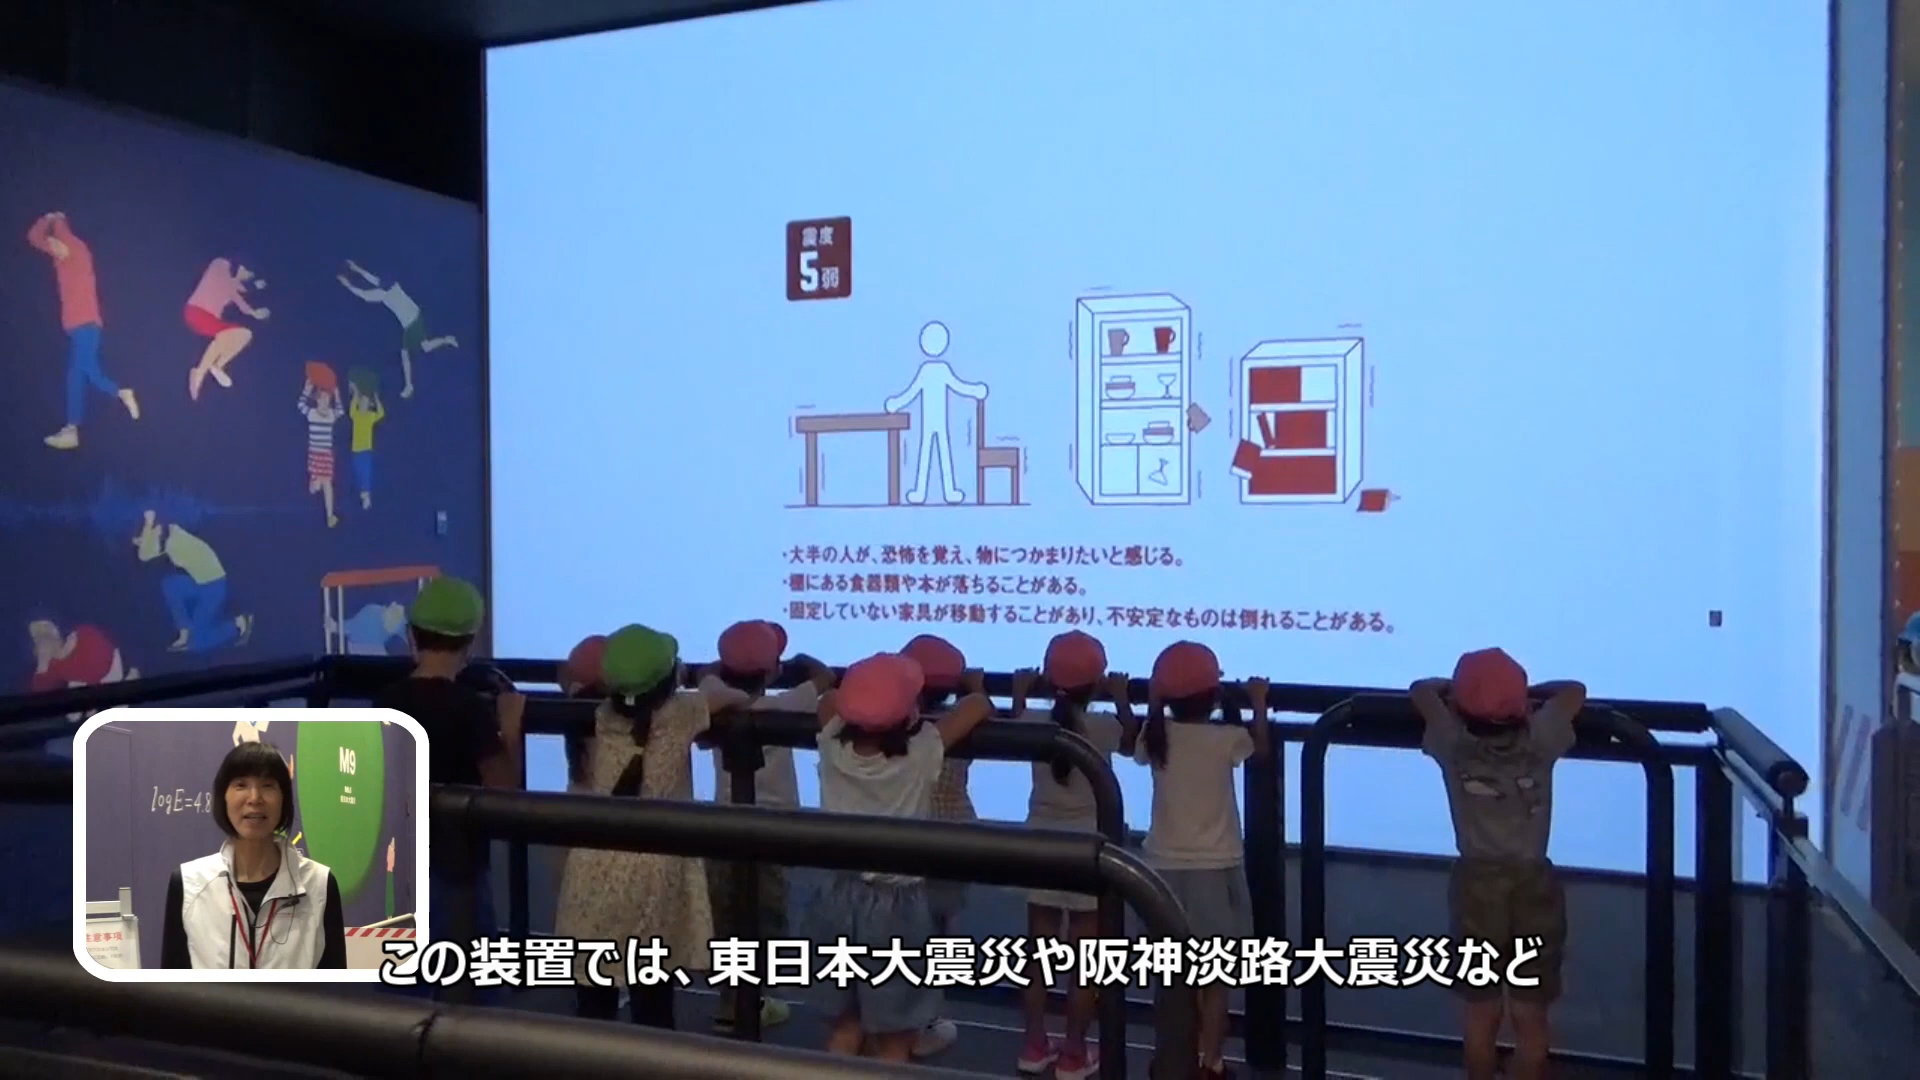 震度
5弱
・大半の人が、恐怖を覚え、物につかまりたいと感じる。
・棚にある食器類や本が落ちることがある。
・固定していない家具が移動することがあり、不安定なものは倒れることがある。
M9
logE=4.8
注意事項
この装置では、東日本大震災や阪神淡路大震災など